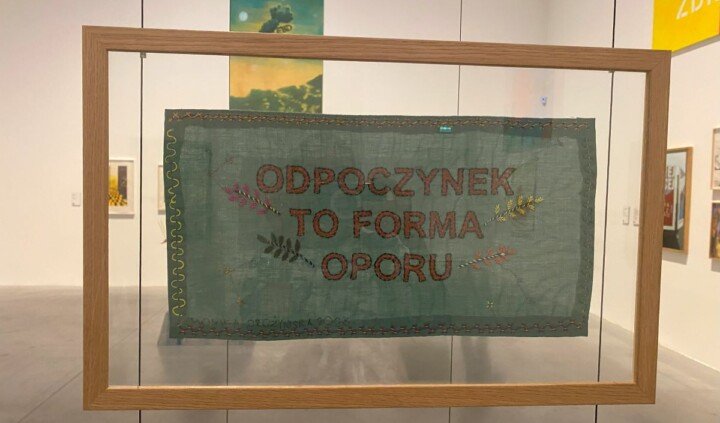 ODPOCZYNEK
TO FORMA
OPORU